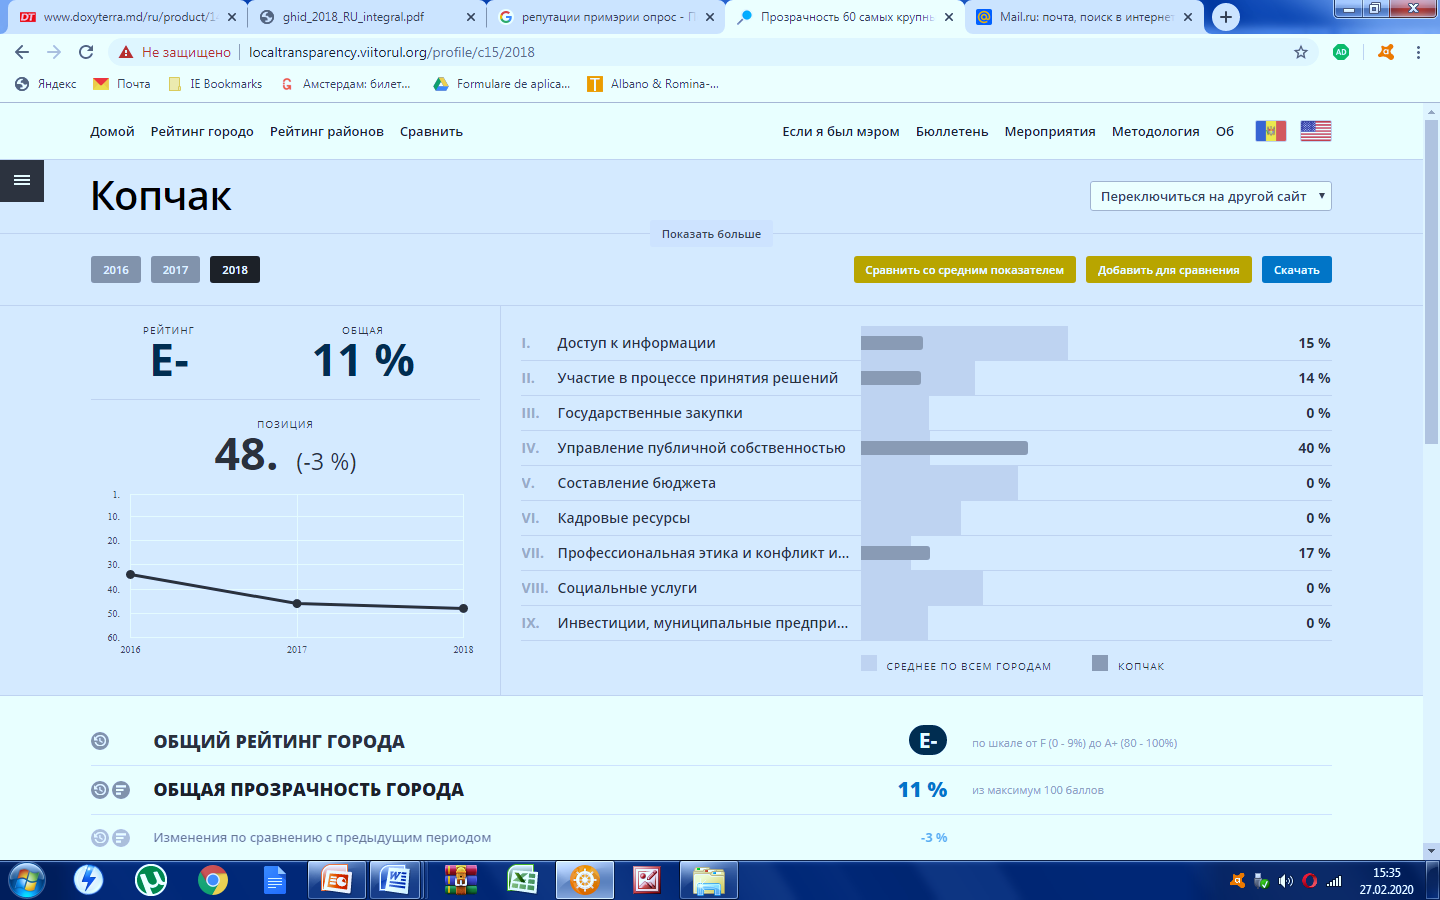 www.doxyterra.md/ru/product/1
ghid_2018_RU_integral.pdf
репутации примэрии опрос - П
Прозрачность 60 самых крупн
Mail.ru: почта, поиск в интернет
Не защищено
localtransparency.viitorul.org/profile/c15/2018
Яндекс
Почта
IE Bookmarks
Амстердам: билет...
Formulare de aplica...
Albano & Romina-...
Домой Рейтинг городо Рейтинг районов Сравнить
Если я был мэром Бюллетень Мероприятия Методология Об
Копчак
Переключиться на другой сайт
Показать больше
2016 2017 2018
Сравнить со средним показателем
Добавить для сравнения
Скачать
РЕЙТИНГ
E-
ОБЩАЯ
11 %
ПОЗИЦИЯ
48. (-3 %)
1.
10.
20.
30.
40.
50.
60.
2016 2017 2018
I. Доступ к информации 15 %
II. Участие в процессе принятия решений 14 %
III. Государственные закупки 0 %
IV. Управление публичной собственностью 40 %
V. Составление бюджета 0 %
VI. Кадровые ресурсы 0 %
VII. Профессиональная этика и конфликт и... 17 %
VIII. Социальные услуги 0 %
IX. Инвестиции, муниципальные предпри... 0 %
СРЕДНЕЕ ПО ВСЕМ ГОРОДАМ
КОПЧАК
ОБЩИЙ РЕЙТИНГ ГОРОДА E- по шкале от F (0 - 9%) до A+ (80 - 100%)
ОБЩАЯ ПРОЗРАЧНОСТЬ ГОРОДА 11 % из максимум 100 баллов
Изменения по сравнению с предыдущим периодом -3 %
15:35
27.02.2020